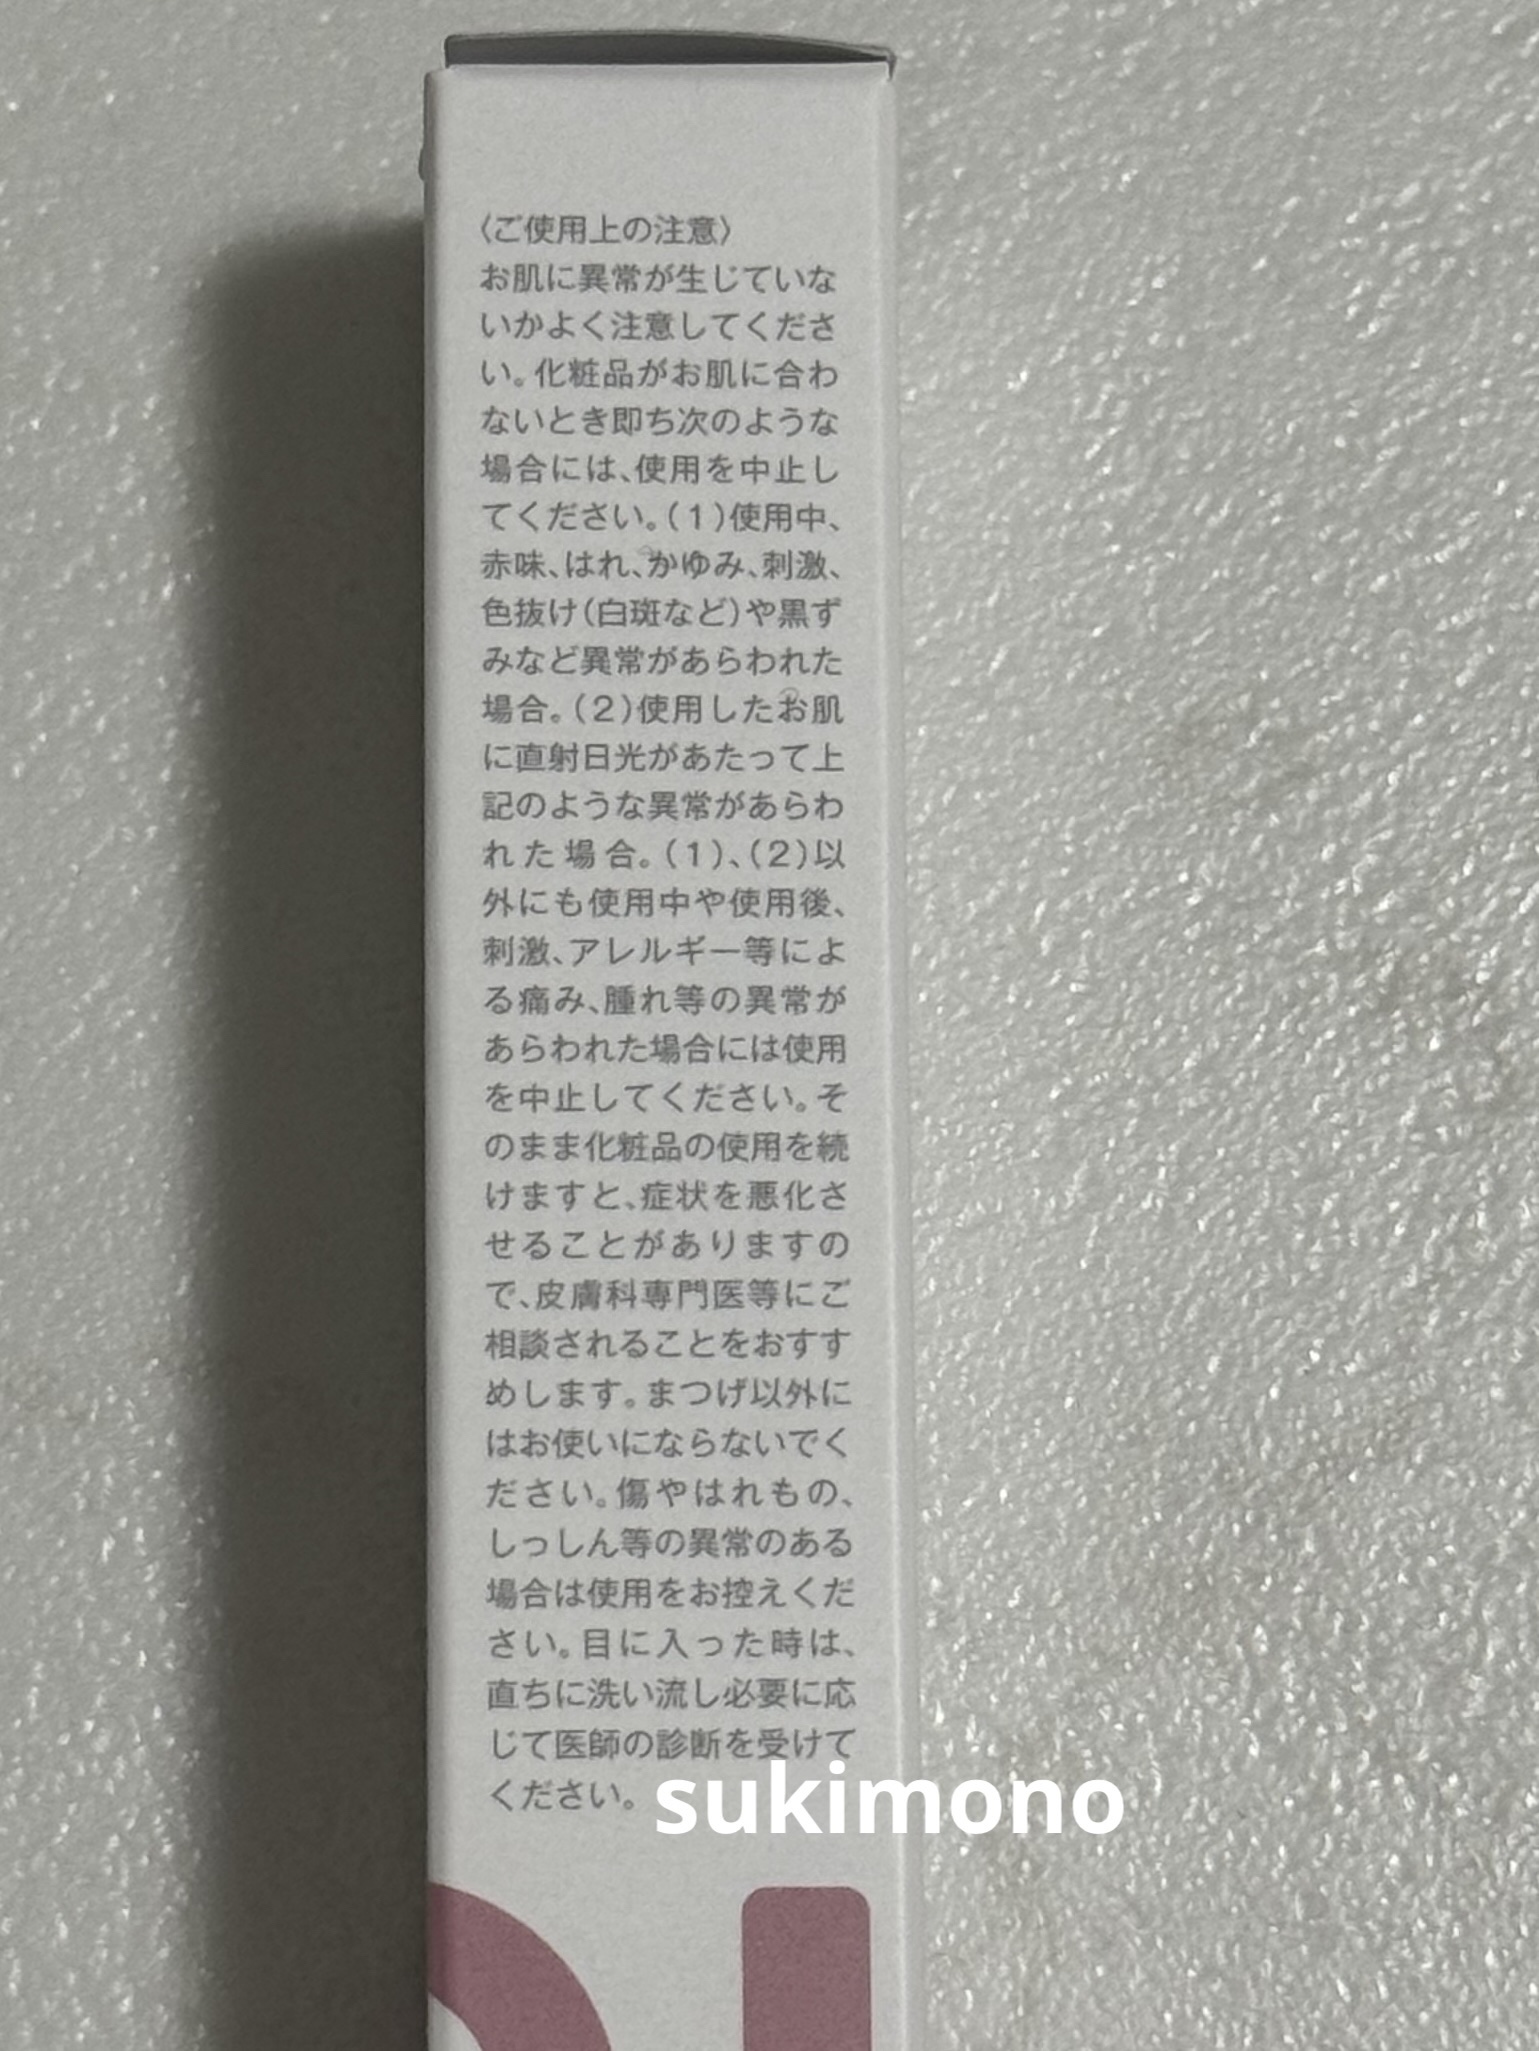 〈ご使用上の注意〉
お肌に異常が生じていな
いかよく注意してくださ
い。化粧品がお肌に合わ
ないとき即ち次のような
場合には、使用を中止し
てください。(1)使用中、
赤味、はれ、かゆみ、刺激、
色抜け(白斑など)や黒ず
みなど異常があらわれた
場合。(2)使用したお肌
に直射日光があたって上
記のような異常があらわ
れた場合。(1)、(2)以
外にも使用中や使用後、
刺激、アレルギー等によ
る痛み、腫れ等の異常が
あらわれた場合には使用
を中止してください。そ
のまま化粧品の使用を続
けますと、症状を悪化さ
せることがありますの
で、皮膚科専門医等にご
相談されることをおすす
めします。まつげ以外に
はお使いにならないでく
ださい。傷やはれもの、
しっしん等の異常のある
場合は使用をお控えくだ
さい。目に入った時は、
直ちに洗い流し必要に応
じて医師の診断を受けて
ください。
sukimono